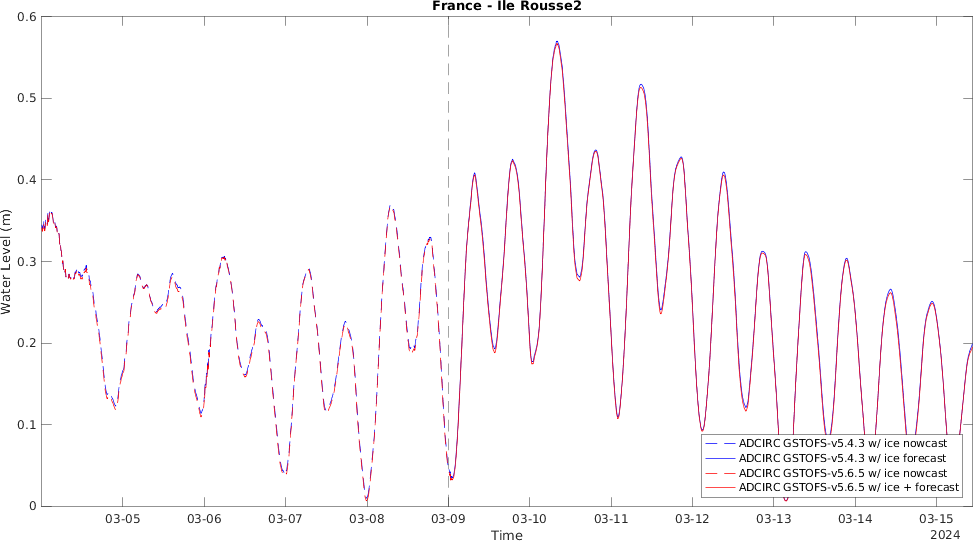 France - Ile Rousse2
Water Level (m)
0.6
0.5
0.4
0.3
0.2
0.1
0
ADCIRC GSTOFS-v5.4.3 w/ ice nowcast
ADCIRC GSTOFS-v5.4.3 w/ ice forecast
ADCIRC GSTOFS-v5.6.5 w/ ice nowcast
ADCIRC GSTOFS-v5.6.5 w/ ice + forecast
03-05 03-06 03-07 03-08 03-09 03-10 03-11 03-12 03-13 03-14 03-15
Time
2024